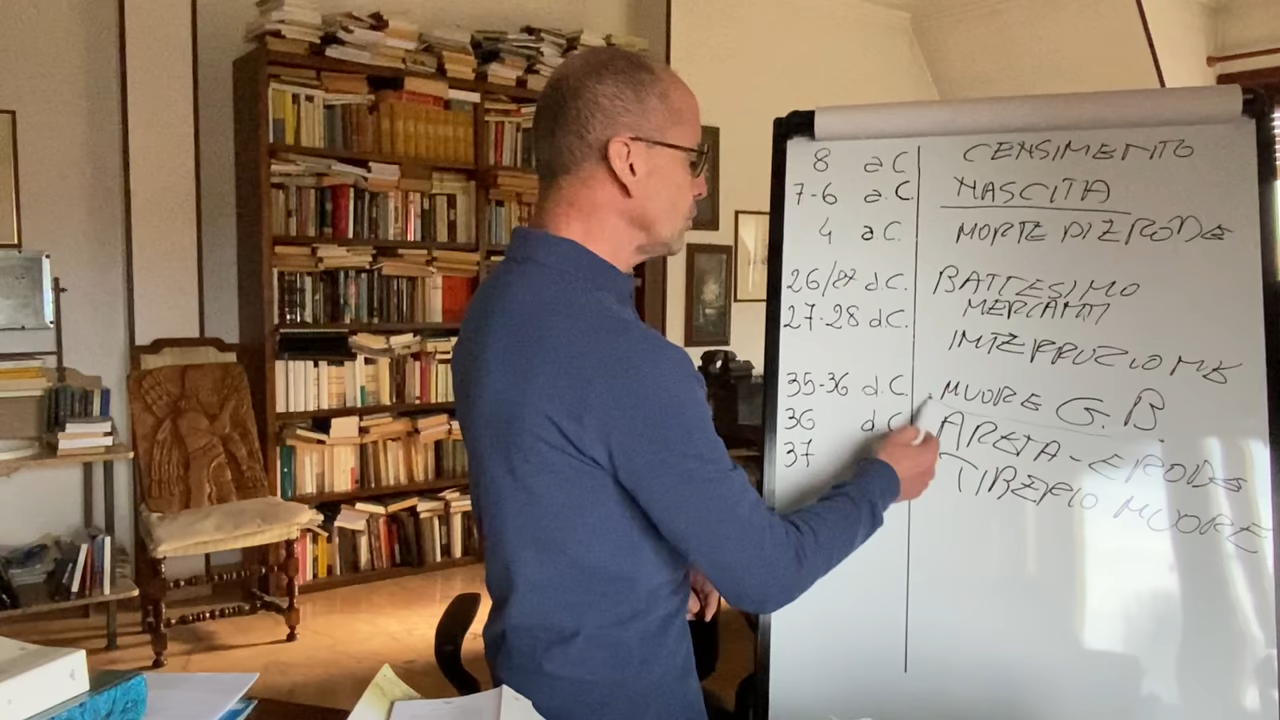 8 a.C CENSIMENTO
7-6 a.C. NASCITA
4 a.C. MORTE DI ERODE
26/27 d.C. BATTESIMO
27-28 d.C. MERCANTI
INTERRUZIONE
35-36 d.C. MUORE G. B.
36 d.C ARETA-ERODE
37 TIBERIO MUORE